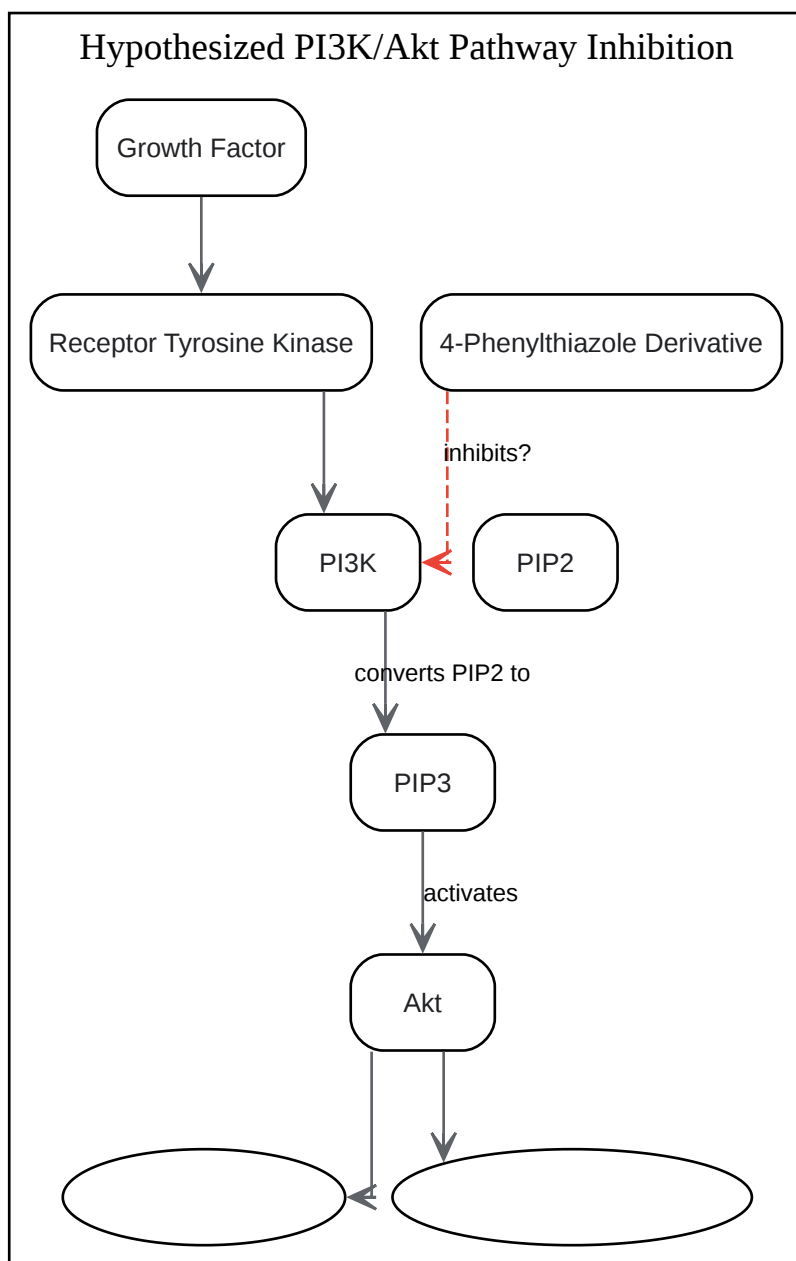 Hypothesized PI3K/Akt Pathway Inhibition
Growth Factor
Receptor Tyrosine Kinase
4-Phenylthiazole Derivative
inhibits?
PI3K
PIP2
converts PIP2 to
PIP3
activates
Akt